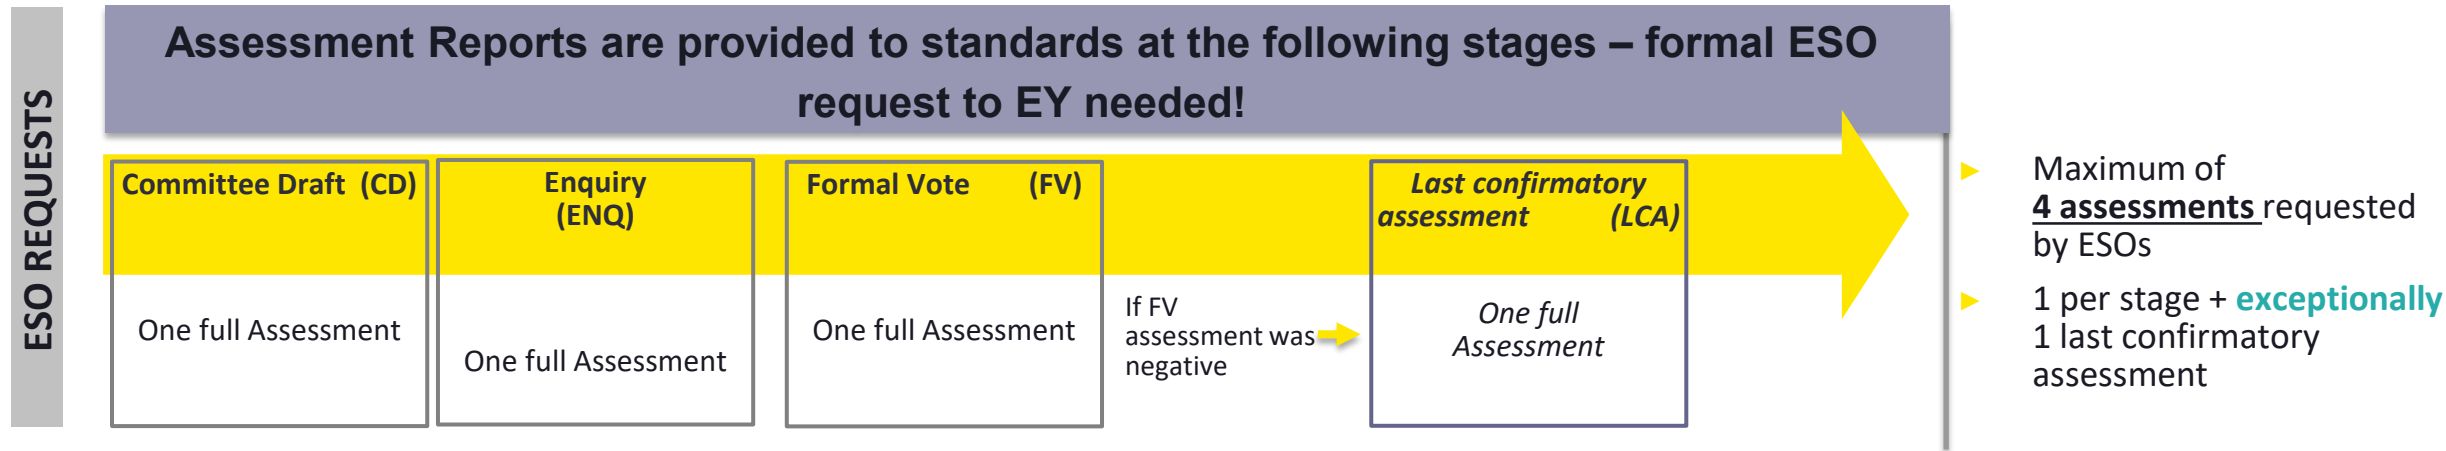 ESO REQUESTS
Assessment Reports are provided to standards at the following stages – formal ESO
request to EY needed!
Committee Draft (CD)
One full Assessment
Enquiry
(ENQ)
One full Assessment
Formal Vote (FV)
One full Assessment
If FV
assessment was
negative
Last confirmatory
assessment (LCA)
One full
Assessment
Maximum of
4 assessments requested
by ESOs
1 per stage + exceptionally
1 last confirmatory
assessment